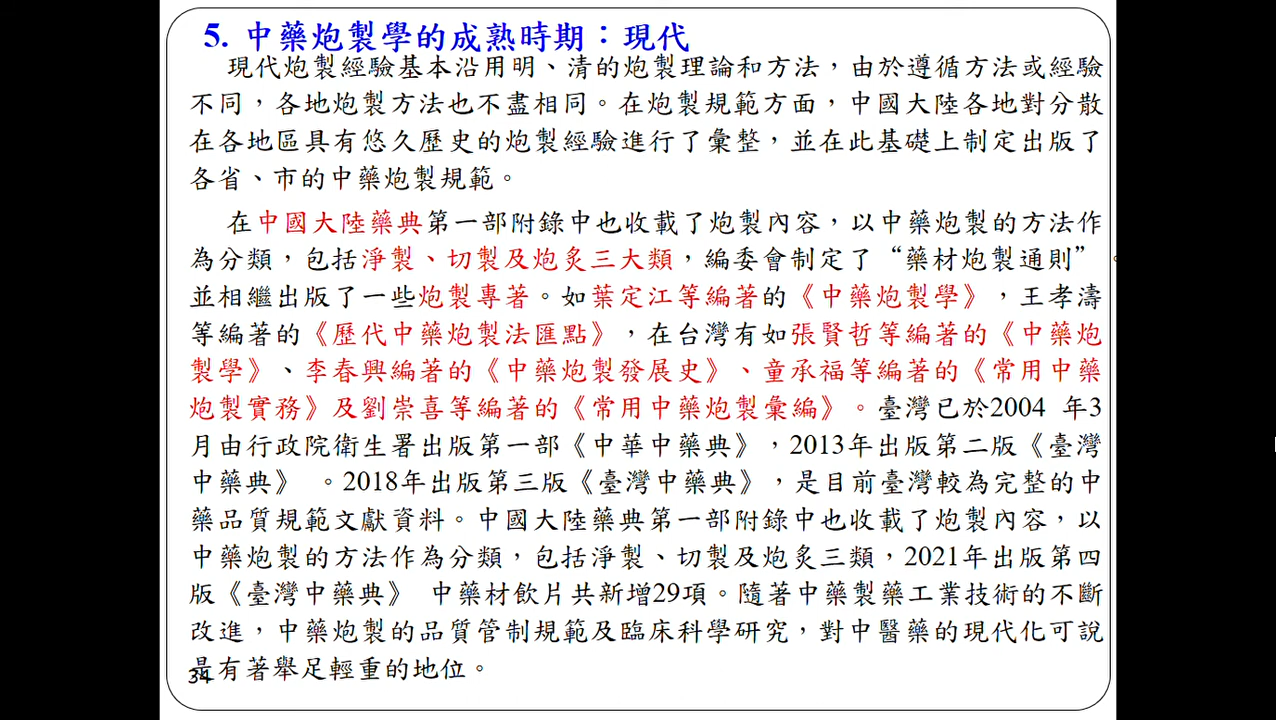 5. 中藥炮製學的成熟時期：現代
現代炮製經驗基本沿用明、清的炮製理論和方法，由於遵循方法或經驗
不同，各地炮製方法也不盡相同。在炮製規範方面，中國大陸各地對分散
在各地區具有悠久歷史的炮製經驗進行了彙整，並在此基礎上制定出版了
各省、市的中藥炮製規範。
在中國大陸藥典第一部附錄中也收載了炮製內容，以中藥炮製的方法作
為分類，包括淨製、切製及炮炙三大類，編委會制定了“藥材炮製通則”。
並相繼出版了一些炮製專著。如葉定江等編著的《中藥炮製學》，王孝濤
等編著的《歷代中藥炮製法匯點》，在台灣有如張賢哲等編著的《中藥炮
製學》、李春興編著的《中藥炮製發展史》、童承福等編著的《常用中藥
炮製實務》及劉崇喜等編著的《常用中藥炮製彙編》。臺灣已於2004 年3
月由行政院衛生署出版第一部《中華中藥典》，2013年出版第二版《臺灣
中藥典》 。2018年出版第三版《臺灣中藥典》，是目前臺灣較為完整的中
藥品質規範文獻資料。中國大陸藥典第一部附錄中也收載了炮製內容，以
中藥炮製的方法作為分類，包括淨製、切製及炮炙三類，2021年出版第四
版《臺灣中藥典》 中藥材飲片共新增29項。隨著中藥製藥工業技術的不斷
改進，中藥炮製的品質管制規範及臨床科學研究，對中醫藥的現代化可說
是有著舉足輕重的地位。
34